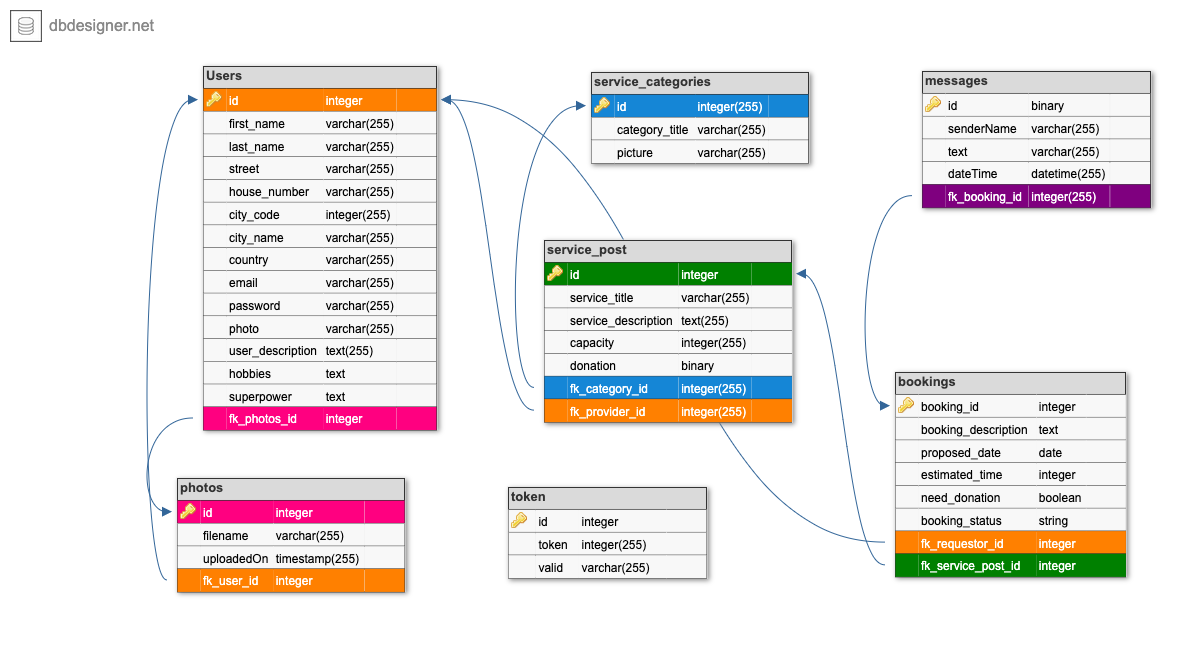 dbdesigner.net
Users
id integer
first_name varchar(255)
last_name varchar(255)
street varchar(255)
house_number varchar(255)
city_code integer(255)
city_name varchar(255)
country varchar(255)
email varchar(255)
password varchar(255)
photo varchar(255)
user_description text(255)
hobbies text
superpower text
fk_photos_id integer
service_categories
id integer(255)
category_title varchar(255)
picture varchar(255)
messages
id binary
senderName varchar(255)
text varchar(255)
dateTime datetime(255)
fk_booking_id integer(255)
service_post
id integer
service_title varchar(255)
service_description text(255)
capacity integer(255)
donation binary
fk_category_id integer(255)
fk_provider_id integer(255)
bookings
booking_id integer
booking_description text
proposed_date date
estimated_time integer
need_donation boolean
booking_status string
fk_requestor_id integer
fk_service_post_id integer
photos
id integer
filename varchar(255)
uploadedOn timestamp(255)
fk_user_id integer
token
id integer
token integer(255)
valid varchar(255)